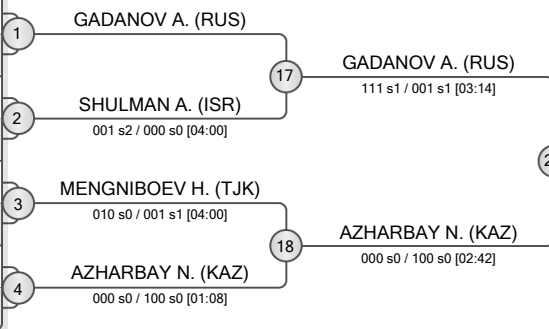 GADANOV A. (RUS)
1
GADANOV A. (RUS)
17
111 s1 / 001 s1 [03:14]
SHULMAN A. (ISR)
2
001 s2 / 000 s0 [04:00]
MENGNIBOEV H. (TJK)
3
010 s0 / 001 s1 [04:00]
AZHARBAY N. (KAZ)
18
000 s0 / 100 s0 [02:42]
AZHARBAY N. (KAZ)
4
000 s0 / 100 s0 [01:08]